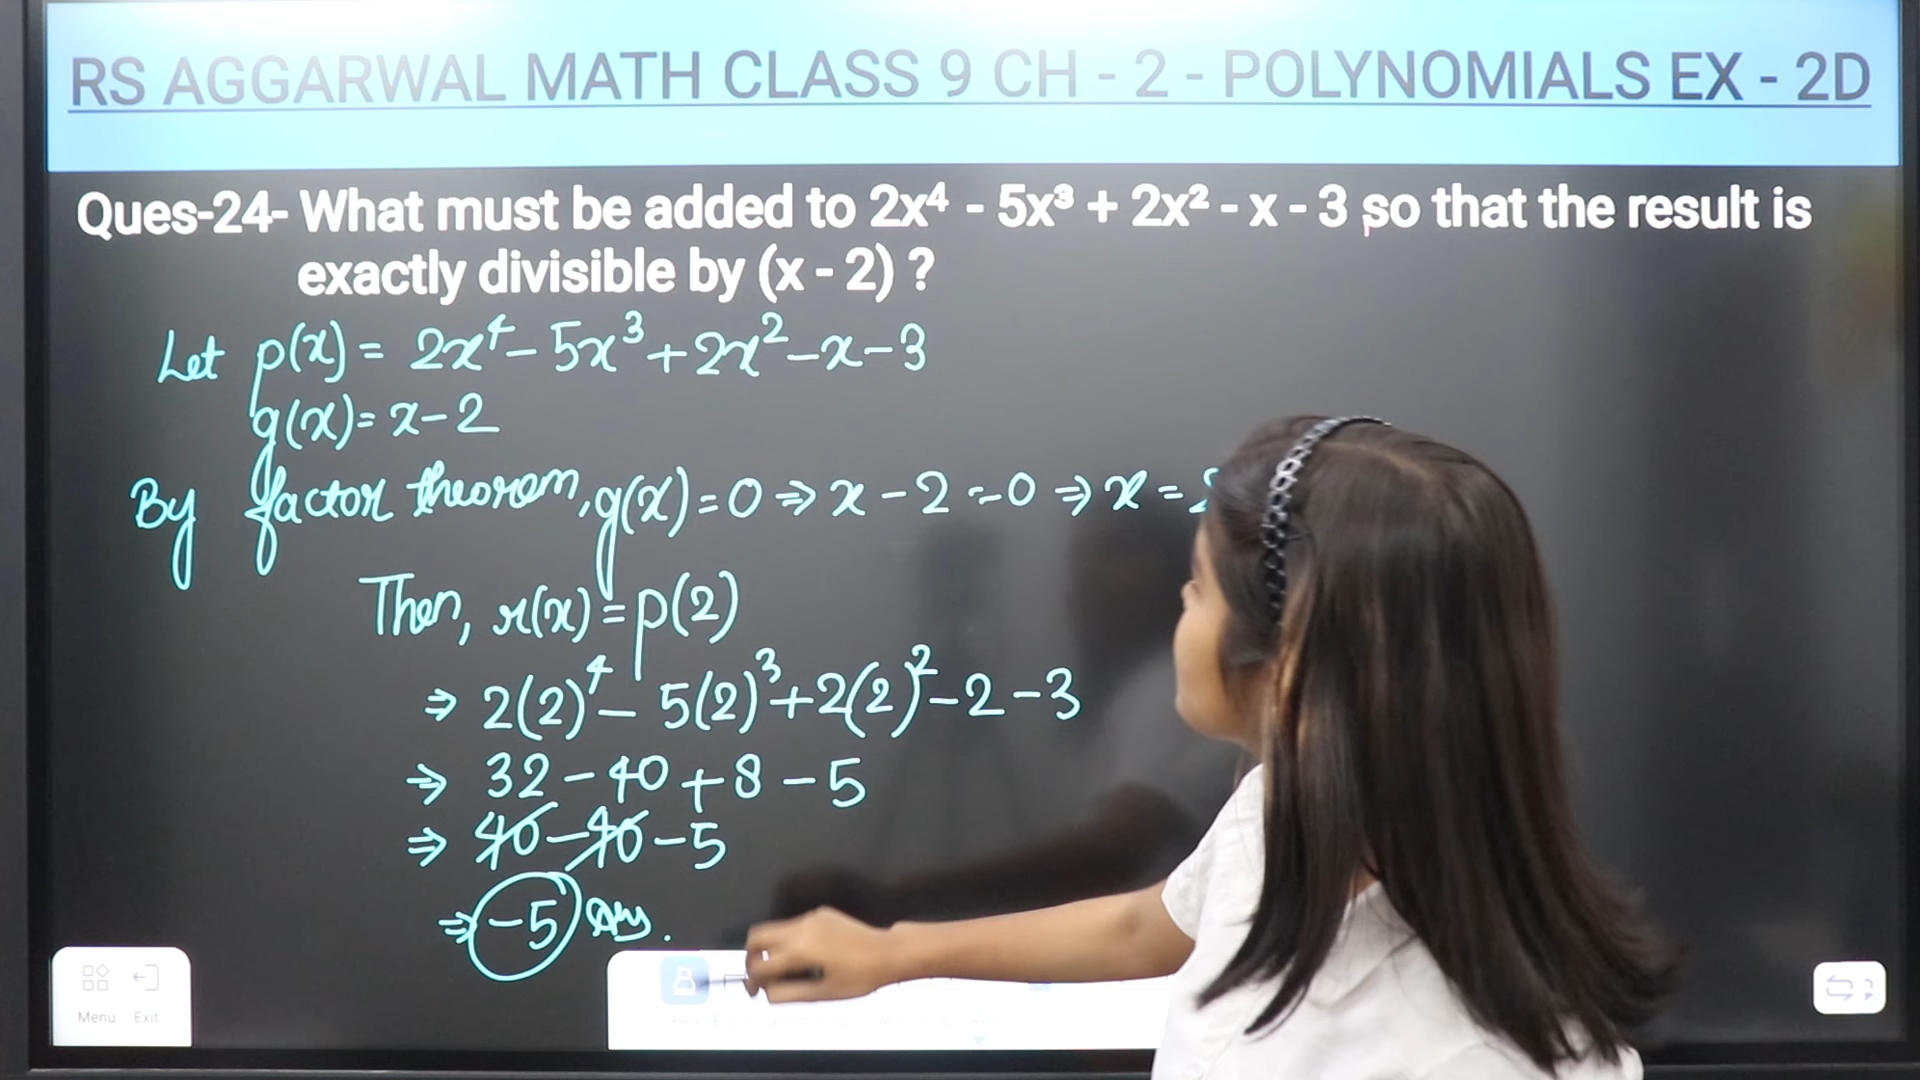 RS AGGARWAL MATH CLASS 9 CH - 2 - POLYNOMIALS EX - 2D
Ques-24- What must be added to 2x⁴ - 5x³ + 2x² - x - 3 so that the result is
exactly divisible by (x - 2) ?
Let p(x) = 2x⁴ - 5x³ + 2x² - x - 3
g(x) = x - 2
By factor theorem, g(x) = 0 ⇒ x - 2 = 0 ⇒ x =
Then, r(x) = p(2)
⇒ 2(2)⁴ - 5(2)³ + 2(2)² - 2 - 3
⇒ 32 - 40 + 8 - 5
⇒ 40 - 40 - 5
⇒ -5 Ans.
Menu Exit